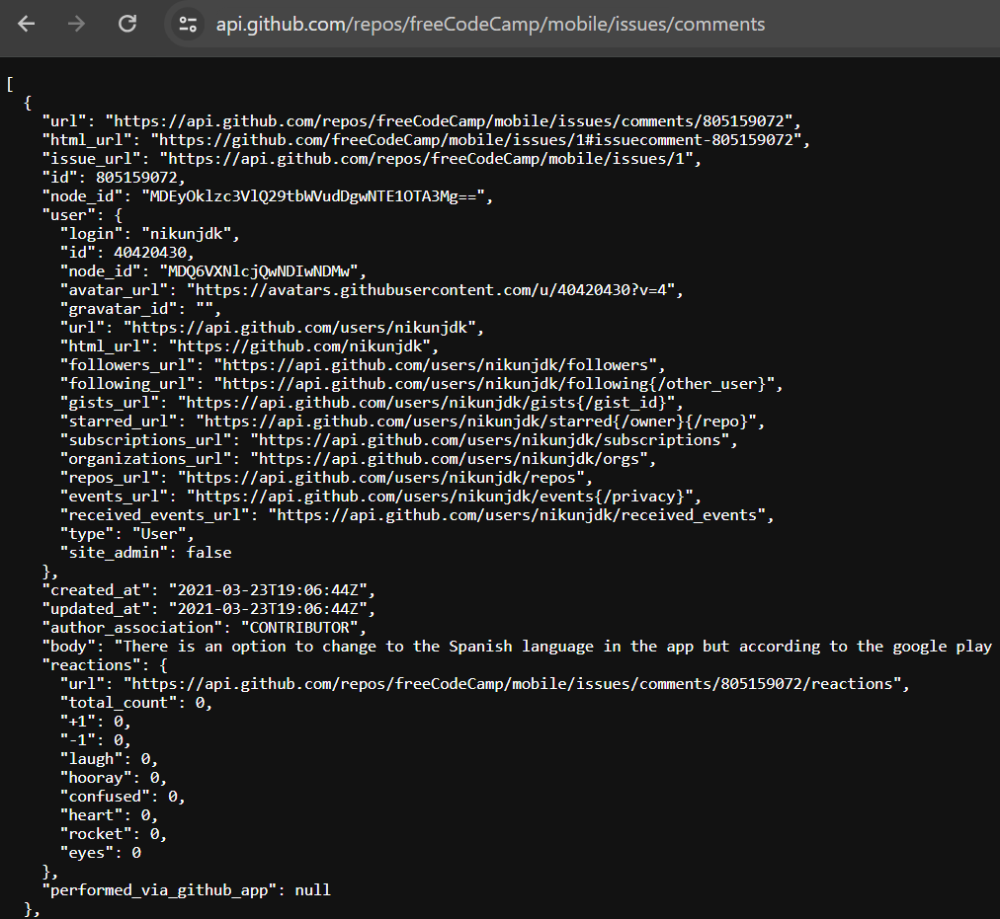 api.github.com/repos/freeCodeCamp/mobile/issues/comments
[
  {
    "url": "https://api.github.com/repos/freeCodeCamp/mobile/issues/comments/805159072",
    "html_url": "https://github.com/freeCodeCamp/mobile/issues/1#issuecomment-805159072",
    "issue_url": "https://api.github.com/repos/freeCodeCamp/mobile/issues/1",
    "id": 805159072,
    "node_id": "MDEyOklzc3VlQ29tbWVudDgwNTE1OTA3Mg==",
    "user": {
      "login": "nikunjdk",
      "id": 40420430,
      "node_id": "MDQ6VXNlcjQwNDIwNDMw",
      "avatar_url": "https://avatars.githubusercontent.com/u/40420430?v=4",
      "gravatar_id": "",
      "url": "https://api.github.com/users/nikunjdk",
      "html_url": "https://github.com/nikunjdk",
      "followers_url": "https://api.github.com/users/nikunjdk/followers",
      "following_url": "https://api.github.com/users/nikunjdk/following{/other_user}",
      "gists_url": "https://api.github.com/users/nikunjdk/gists{/gist_id}",
      "starred_url": "https://api.github.com/users/nikunjdk/starred{/owner}{/repo}",
      "subscriptions_url": "https://api.github.com/users/nikunjdk/subscriptions",
      "organizations_url": "https://api.github.com/users/nikunjdk/orgs",
      "repos_url": "https://api.github.com/users/nikunjdk/repos",
      "events_url": "https://api.github.com/users/nikunjdk/events{/privacy}",
      "received_events_url": "https://api.github.com/users/nikunjdk/received_events",
      "type": "User",
      "site_admin": false
    },
    "created_at": "2021-03-23T19:06:44Z",
    "updated_at": "2021-03-23T19:06:44Z",
    "author_association": "CONTRIBUTOR",
    "body": "There is an option to change to the Spanish language in the app but according to the google play
    "reactions": {
      "url": "https://api.github.com/repos/freeCodeCamp/mobile/issues/comments/805159072/reactions",
      "total_count": 0,
      "+1": 0,
      "-1": 0,
      "laugh": 0,
      "hooray": 0,
      "confused": 0,
      "heart": 0,
      "rocket": 0,
      "eyes": 0
    },
    "performed_via_github_app": null
  },